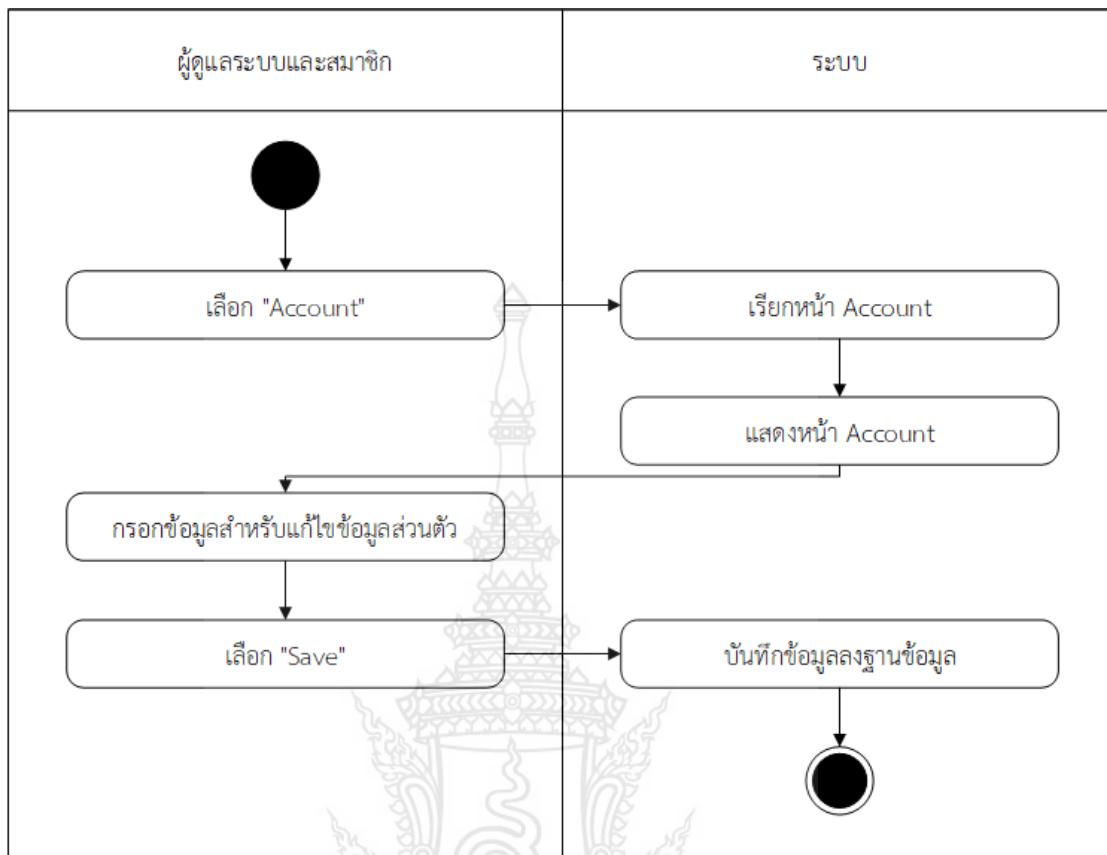 ผู้ดูแลระบบและสมาชิก
ระบบ
เลือก "Account"
เรียกหน้า Account
แสดงหน้า Account
กรอกข้อมูลสำหรับแก้ไขข้อมูลส่วนตัว
เลือก "Save"
บันทึกข้อมูลลงฐานข้อมูล